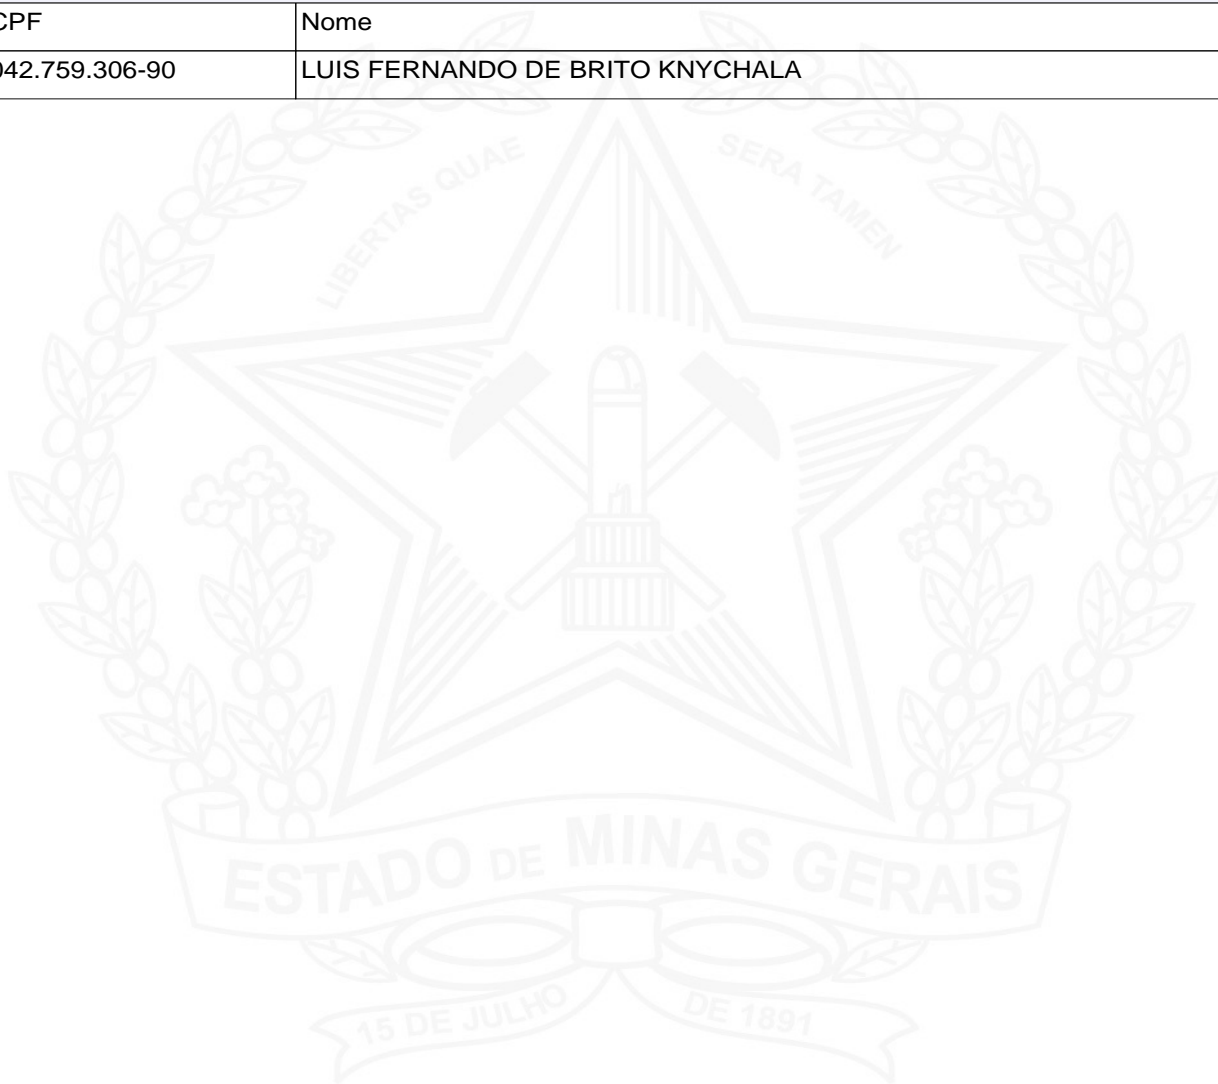 CPF Nome
042.759.306-90 LUIS FERNANDO DE BRITO KNYCHALA
LIBERTAS QUAE SERA TAMEN
ESTADO DE MINAS GERAIS
15 DE JULHO DE 1891